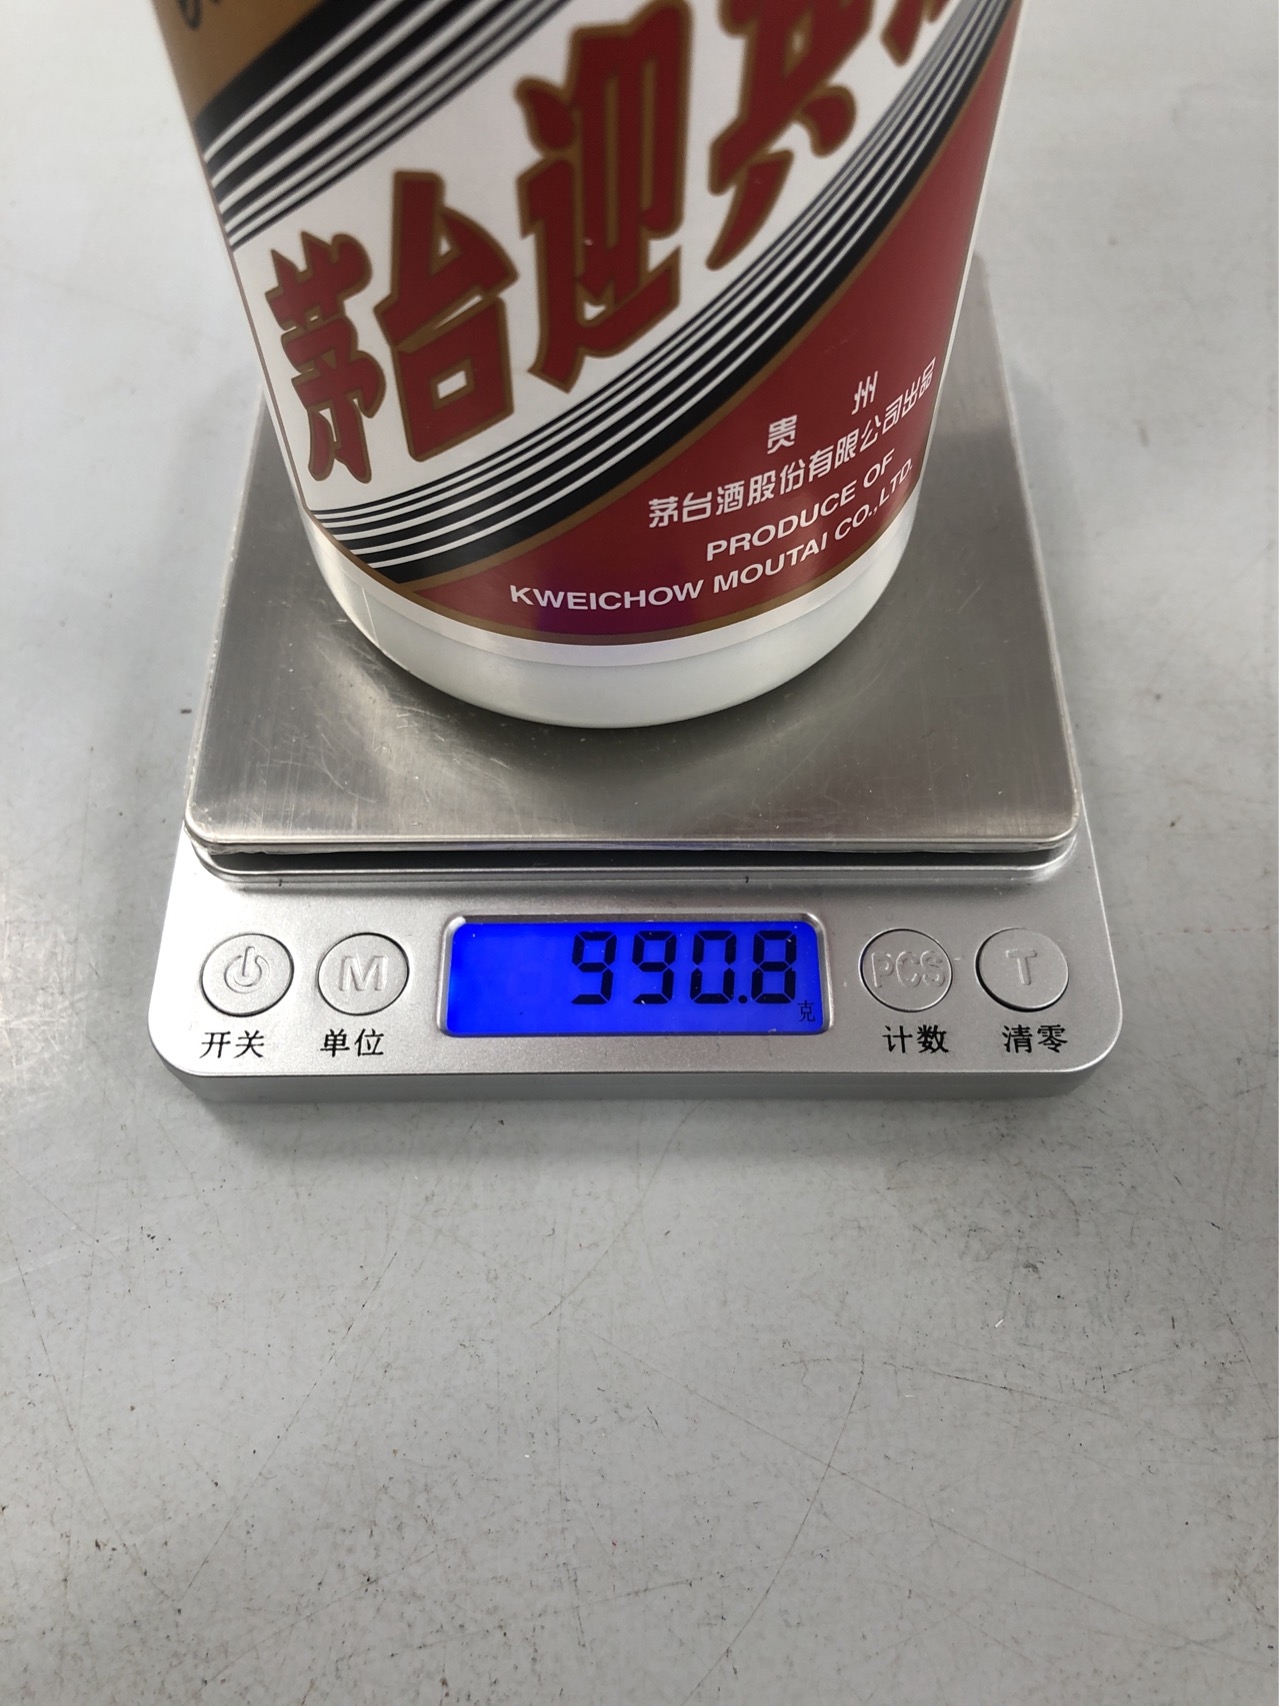 茅台迎宾
贵 州
茅台酒股份有限公司出品
PRODUCE OF
KWEICHOW MOUTAI CO.,LTD.
990.8
克
M
PCS
T
开关
单位
计数
清零